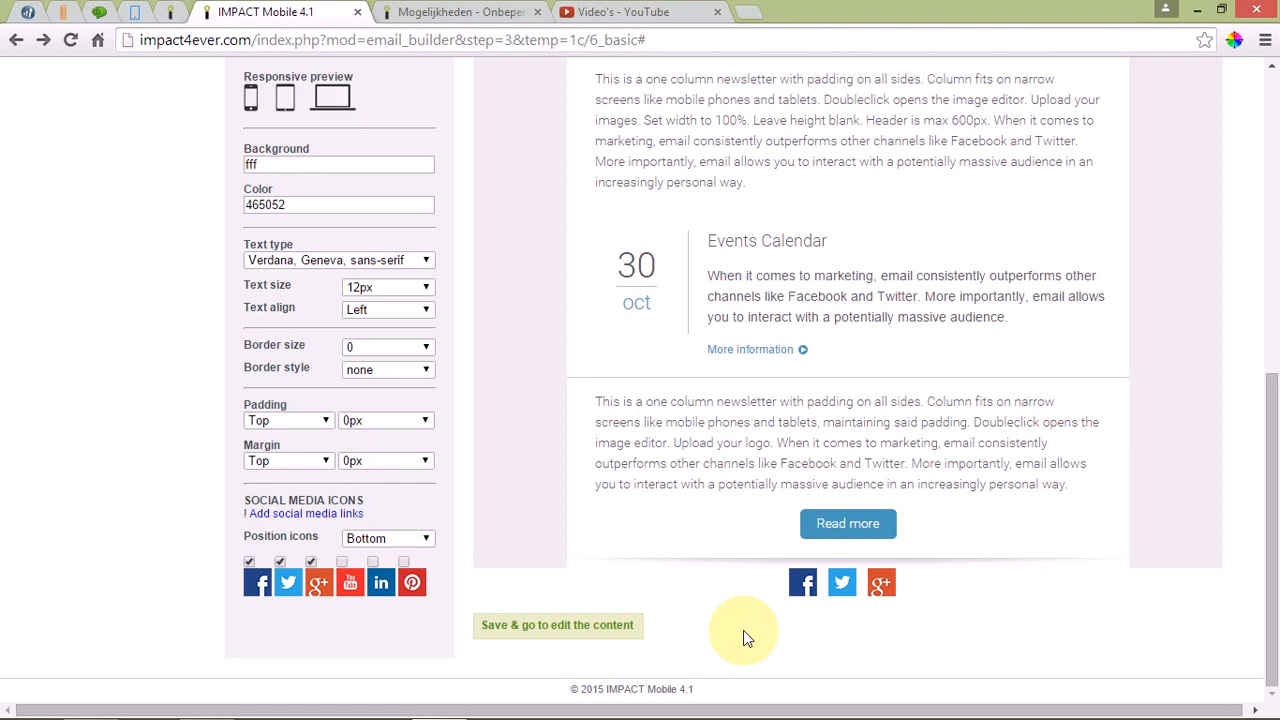 IMPACT Mobile 4.1
Mogelijkheden - Onbeper
Video's - YouTube
impact4ever.com/index.php?mod=email_builder&step=3&temp=1c/6_basic#
Responsive preview
Background
fff
Color
465052
Text type
Verdana, Geneva, sans-serif
Text size
12px
Text align
Left
Border size
0
Border style
none
Padding
Top
0px
Margin
Top
0px
SOCIAL MEDIA ICONS
! Add social media links
Position icons
Bottom
f
g+
You
Tube
in
This is a one column newsletter with padding on all sides. Column fits on narrow
screens like mobile phones and tablets. Doubleclick opens the image editor. Upload your
images. Set width to 100%. Leave height blank. Header is max 600px. When it comes to
marketing, email consistently outperforms other channels like Facebook and Twitter.
More importantly, email allows you to interact with a potentially massive audience in an
increasingly personal way.
30
oct
Events Calendar
When it comes to marketing, email consistently outperforms other
channels like Facebook and Twitter. More importantly, email allows
you to interact with a potentially massive audience.
More information
This is a one column newsletter with padding on all sides. Column fits on narrow
screens like mobile phones and tablets, maintaining said padding. Doubleclick opens the
image editor. Upload your logo. When it comes to marketing, email consistently
outperforms other channels like Facebook and Twitter. More importantly, email allows
you to interact with a potentially massive audience in an increasingly personal way.
Read more
f
g+
Save & go to edit the content
© 2015 IMPACT Mobile 4.1